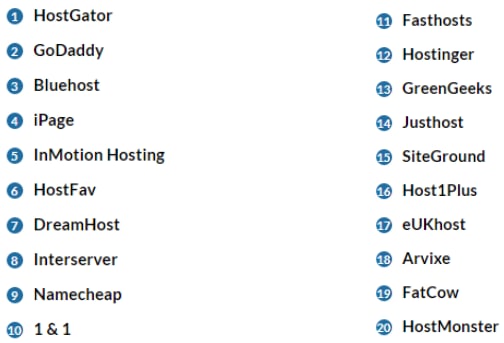 1 HostGator
2 GoDaddy
3 Bluehost
4 iPage
5 InMotion Hosting
6 HostFav
7 DreamHost
8 Interserver
9 Namecheap
10 1 & 1
11 Fasthosts
12 Hostinger
13 GreenGeeks
14 Justhost
15 SiteGround
16 Host1Plus
17 eUKhost
18 Arvixe
19 FatCow
20 HostMonster